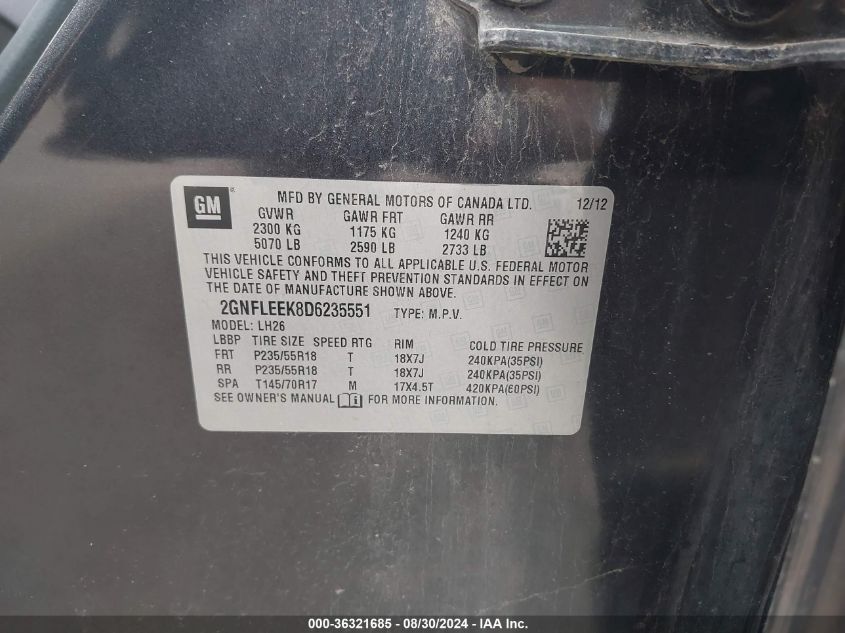 GM
MFD BY GENERAL MOTORS OF CANADA LTD. 12/12
GVWR GAWR FRT GAWR RR
2300 KG 1175 KG 1240 KG
5070 LB 2590 LB 2733 LB
THIS VEHICLE CONFORMS TO ALL APPLICABLE U.S. FEDERAL MOTOR
VEHICLE SAFETY AND THEFT PREVENTION STANDARDS IN EFFECT ON
THE DATE OF MANUFACTURE SHOWN ABOVE.
2GNFLEEK8D6235551 TYPE: M.P.V.
MODEL: LH26
LBBP TIRE SIZE SPEED RTG RIM COLD TIRE PRESSURE
FRT P235/55R18 T 18X7J 240KPA(35PSI)
RR P235/55R18 T 18X7J 240KPA(35PSI)
SPA T145/70R17 M 17X4.5T 420KPA(60PSI)
SEE OWNER'S MANUAL FOR MORE INFORMATION.
000-36321685 - 08/30/2024 - IAA Inc.